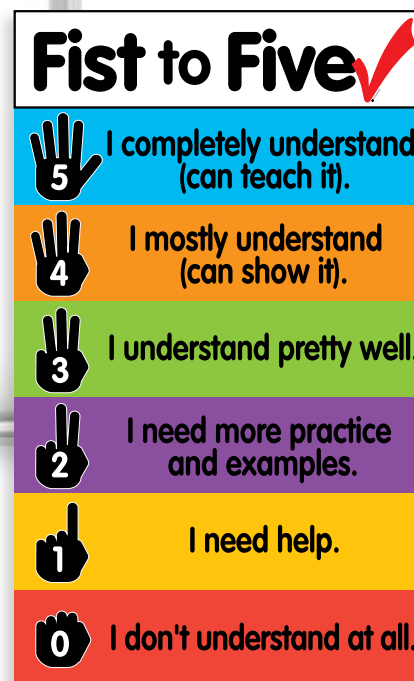 Fist to Five
5
I completely understand
(can teach it).
4
I mostly understand
(can show it).
3
I understand pretty well.
2
I need more practice
and examples.
1
I need help.
0
I don't understand at all.